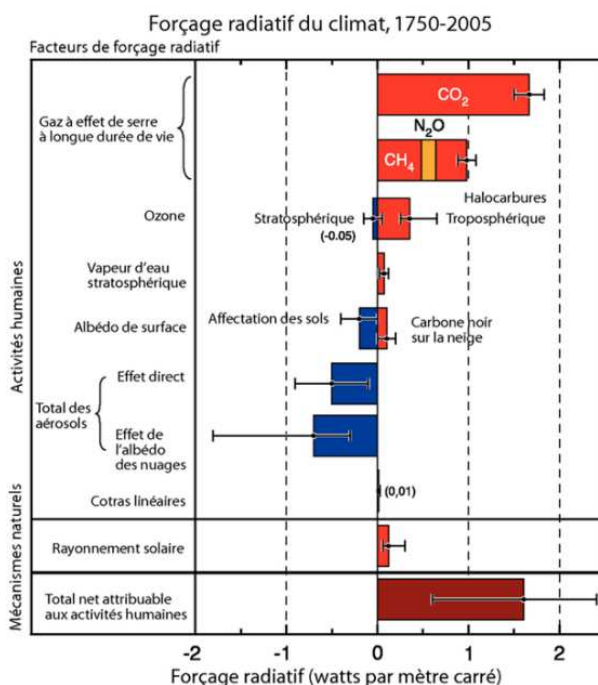 Forçage radiatif du climat, 1750-2005
Facteurs de forçage radiatif
Activités humaines
Gaz à effet de serre
à longue durée de vie
CO2
N2O
CH4
Halocarbures
Ozone
Stratosphérique
(-0.05)
Troposphérique
Vapeur d'eau
stratosphérique
Albédo de surface
Affectation des sols
Carbone noir
sur la neige
Total des
aérosols
Effet direct
Effet de
l'albédo
des nuages
Cotras linéaires
(0,01)
Mécanismes naturels
Rayonnement solaire
Total net attribuable
aux activités humaines
-2 -1 0 1 2
Forçage radiatif (watts par mètre carré)